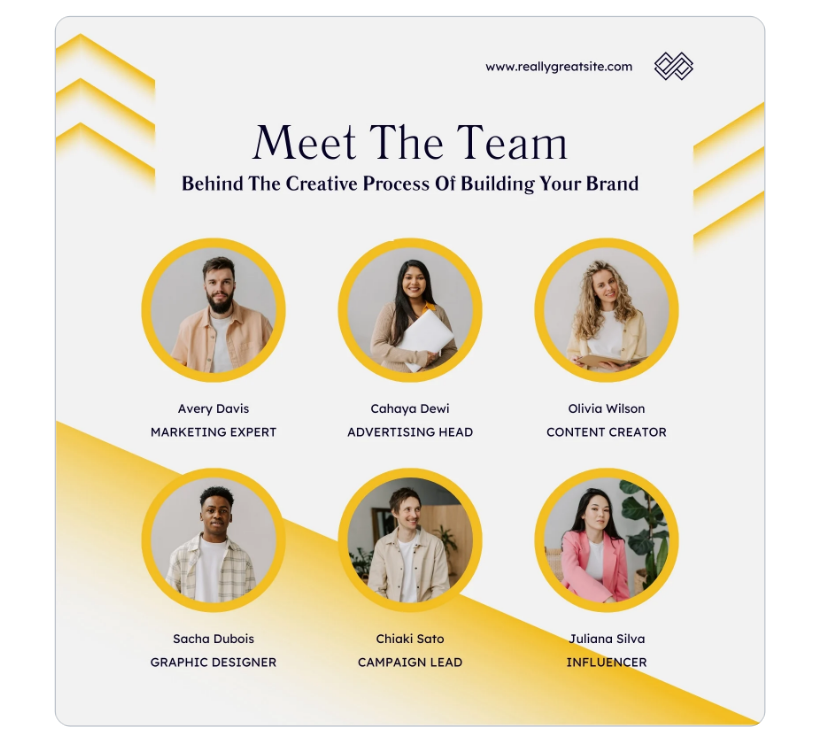 www.reallygreatsite.com
Meet The Team
Behind The Creative Process Of Building Your Brand
Avery Davis
MARKETING EXPERT
Cahaya Dewi
ADVERTISING HEAD
Olivia Wilson
CONTENT CREATOR
Sacha Dubois
GRAPHIC DESIGNER
Chiaki Sato
CAMPAIGN LEAD
Juliana Silva
INFLUENCER